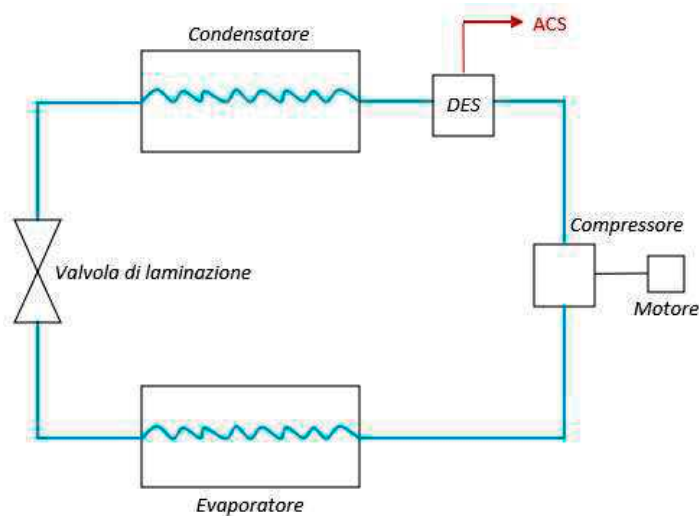 Condensatore
ACS
DES
Compressore
Valvola di laminazione
Motore
Evaporatore